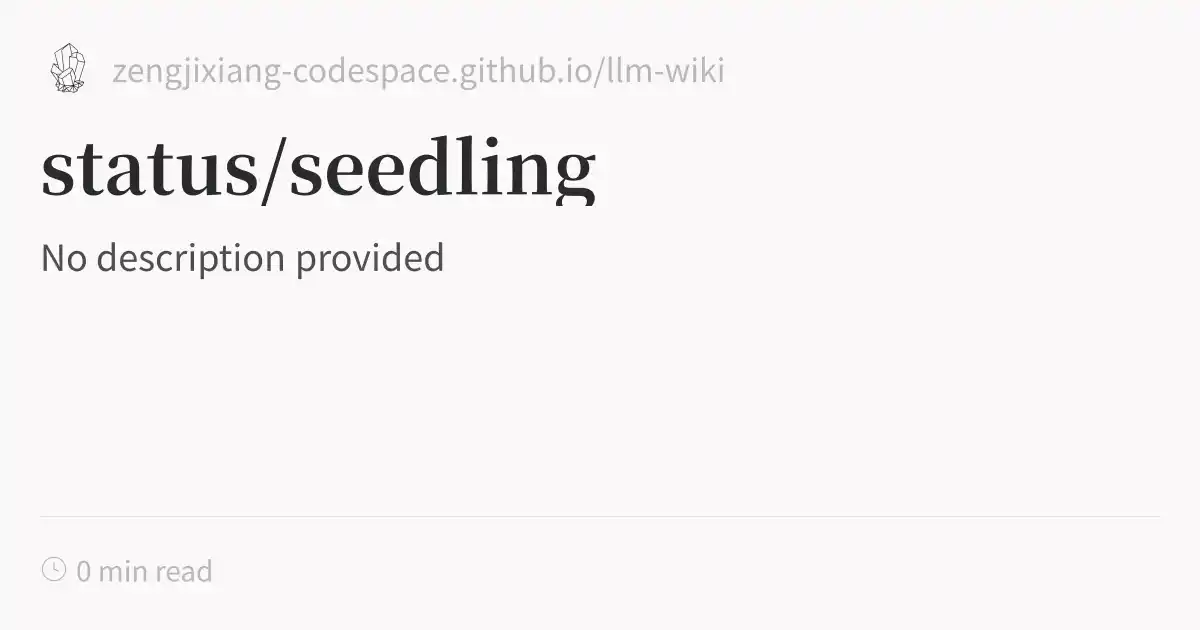 zengjixiang-codespace.github.io/llm-wiki
status/seedling
No description provided
0 min read